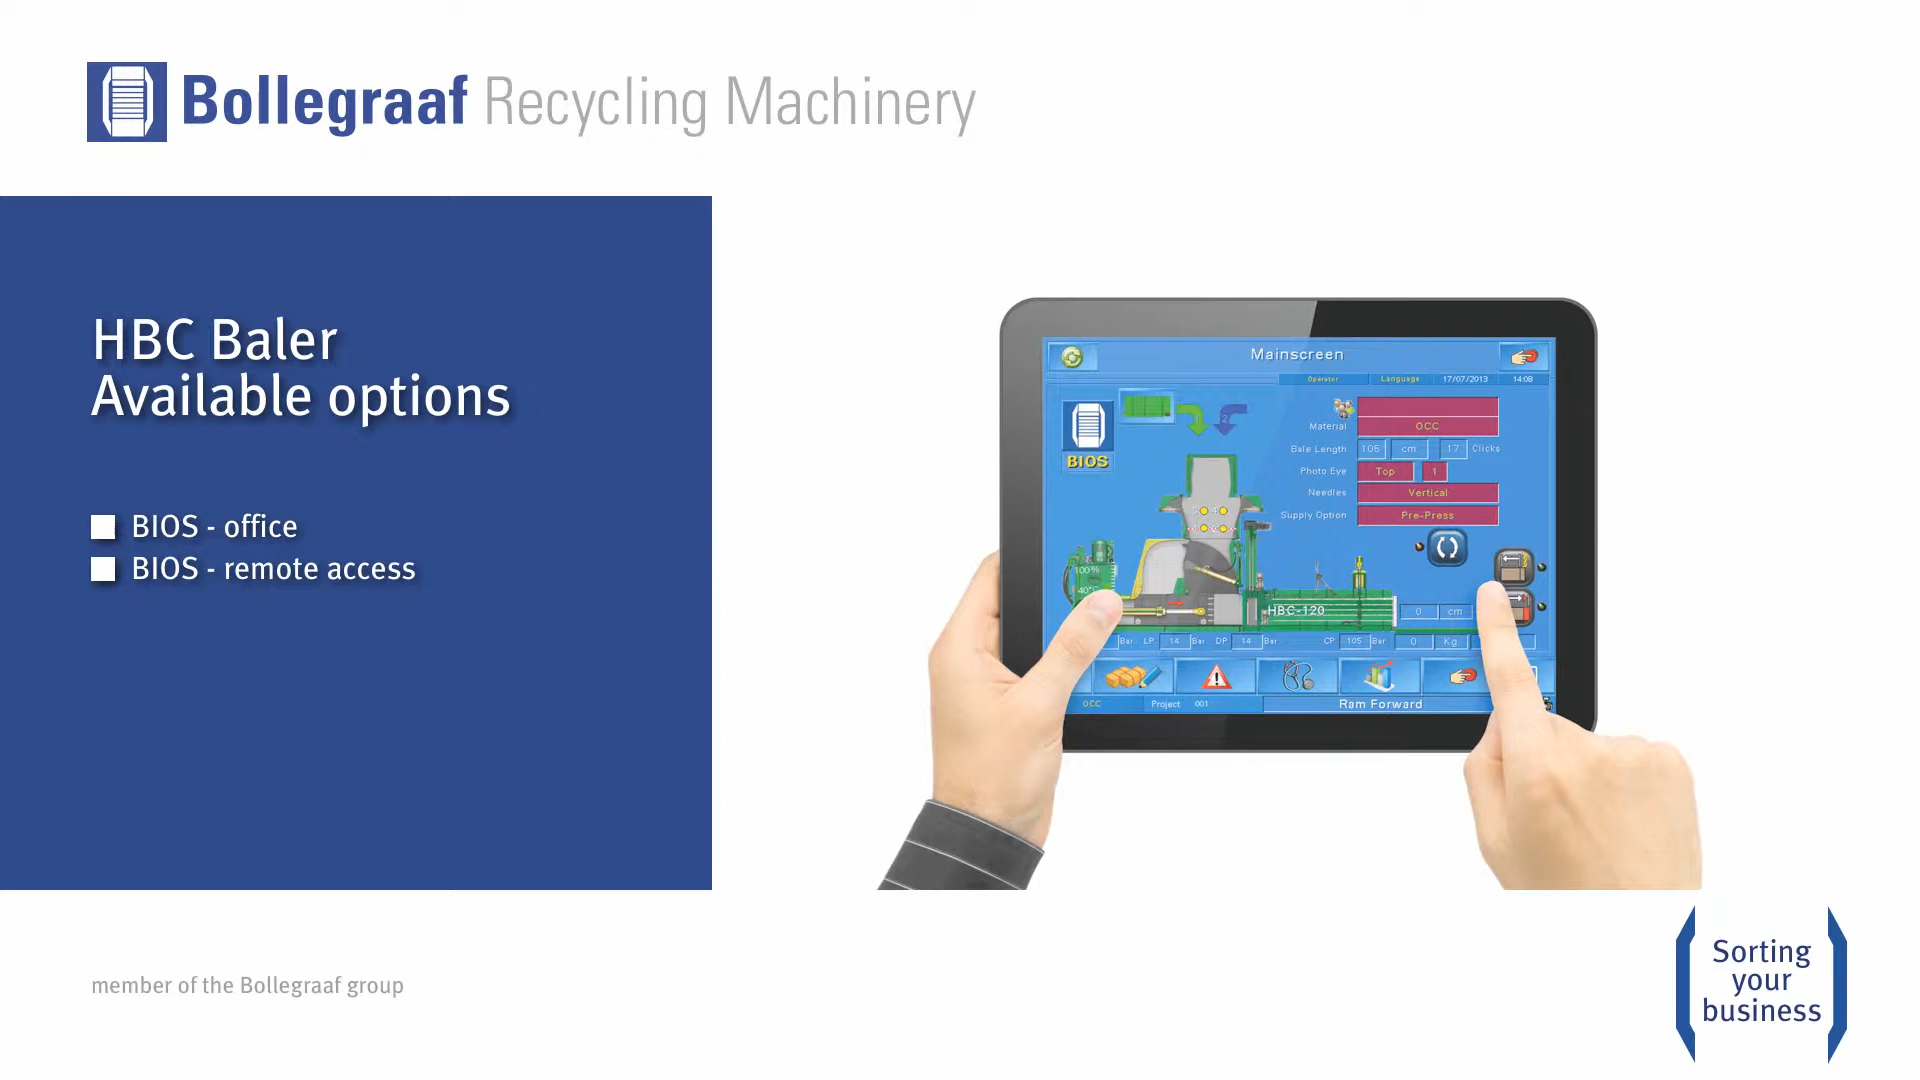 Bollegraaf Recycling Machinery
HBC Baler
Available options
BIOS - office
BIOS - remote access
Mainscreen
Operator Language 17/07/2013 14:08
BIOS
Material OCC
Bale Length 105 cm 17 Clicks
Photo Eye Top 1
Needles Vertical
Supply Option Pre-Press
100%
40°C
HBC-120
0 cm
Bar LP 14 Bar DP 14 Bar CP 105 Bar 0 Kg
OCC Project 001 Ram Forward
member of the Bollegraaf group
Sorting
your
business